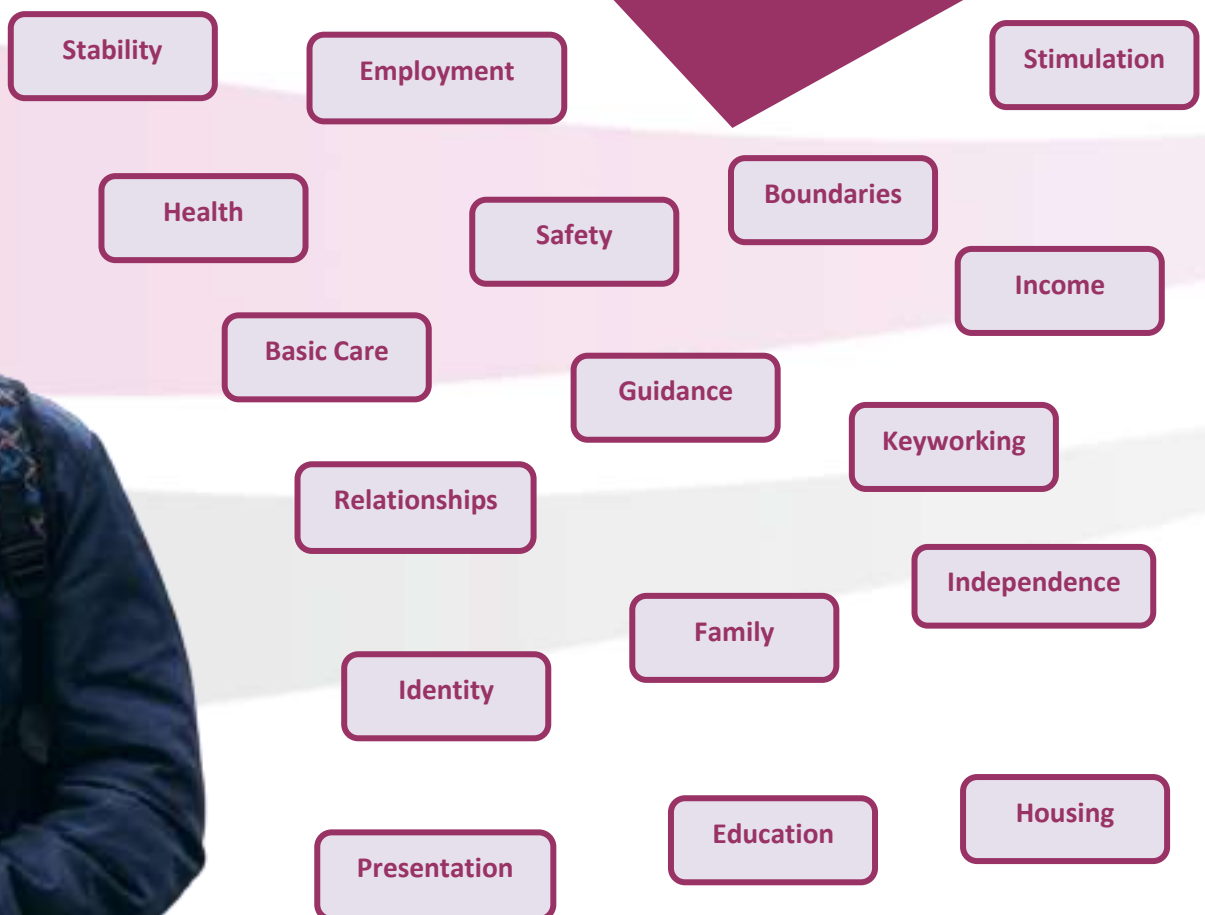 Stability
Employment
Stimulation
Health
Safety
Boundaries
Income
Basic Care
Guidance
Keyworking
Relationships
Independence
Family
Identity
Housing
Education
Presentation